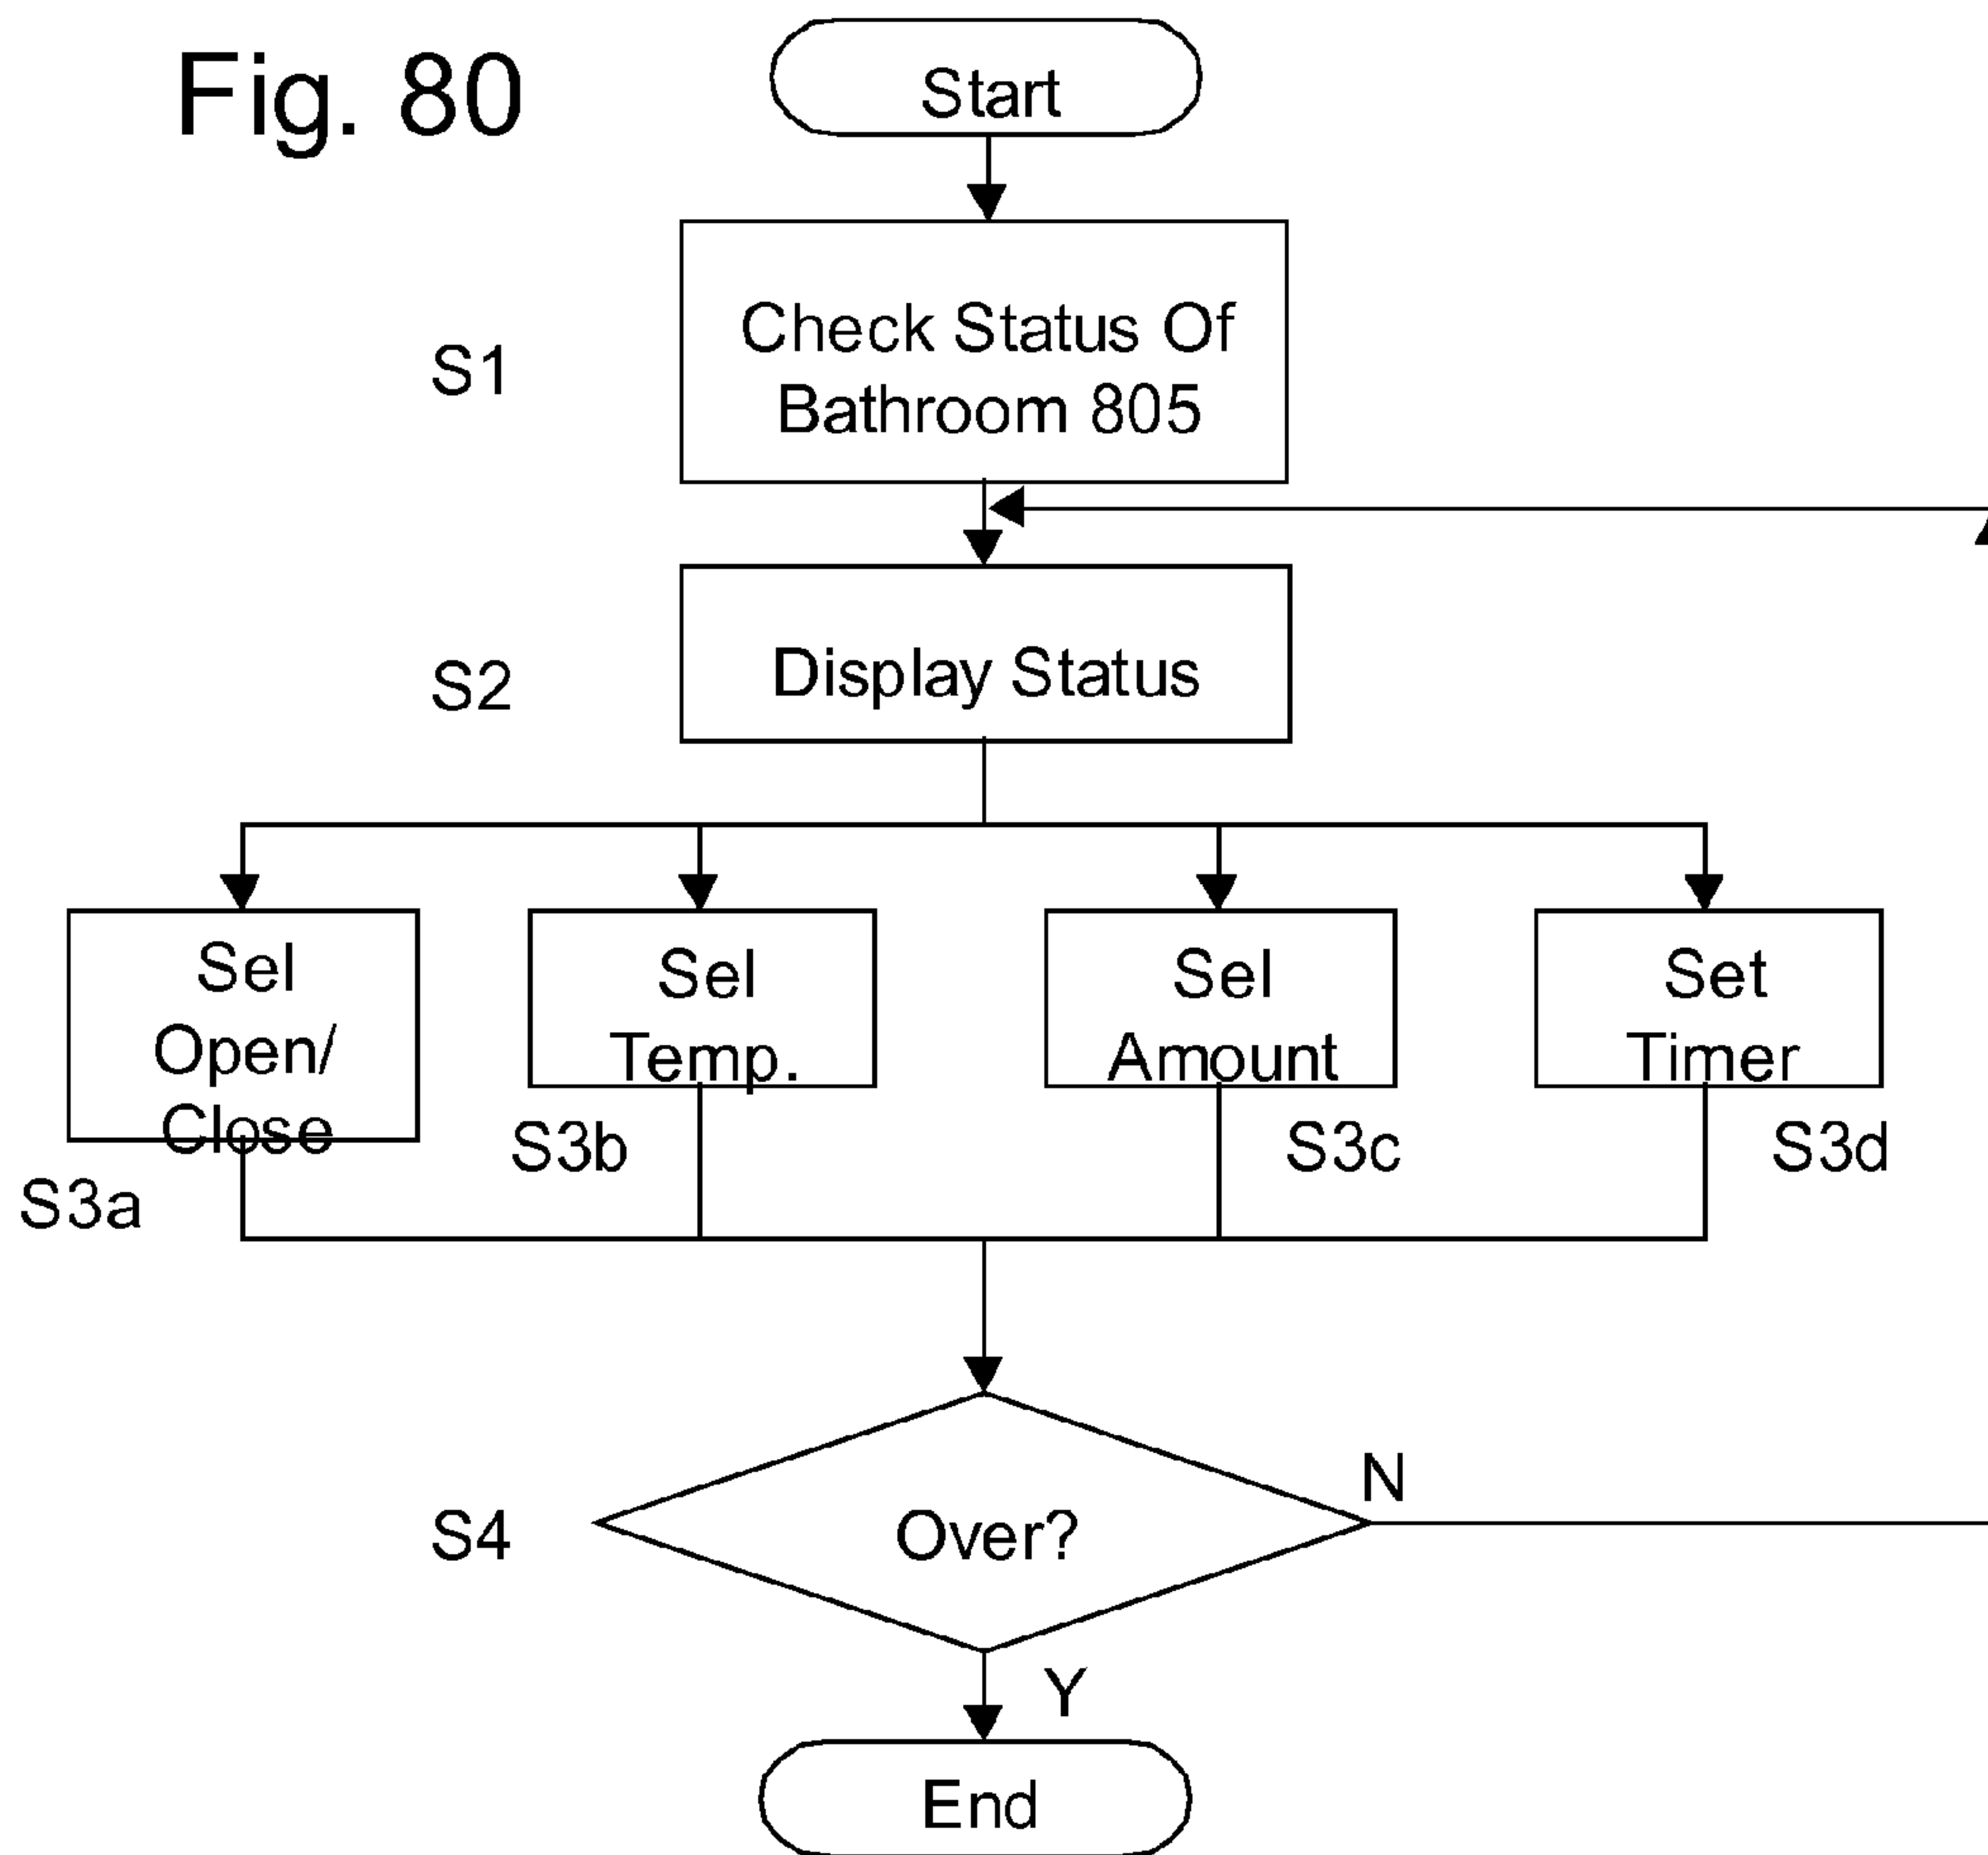 Fig. 80
Start
S1
Check Status Of
Bathroom 805
S2
Display Status
Sel
Open/
Close
S3a
Sel
Temp.
S3b
Sel
Amount
S3c
Set
Timer
S3d
S4
Over?
N
Y
End